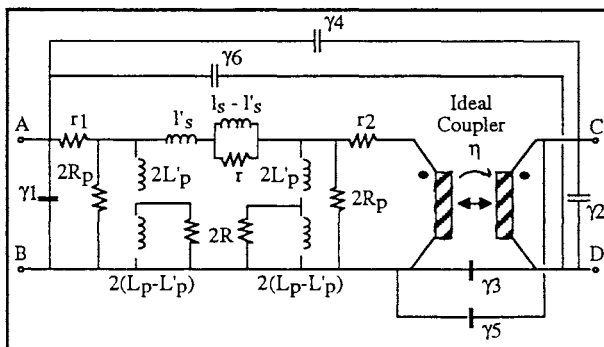 γ4
γ6
ls - l's
l's
Ideal
Coupler
A
r1
r2
η
C
2Rp
2L'p
r
2L'p
2Rp
γ1
γ2
2R
B
D
2(Lp-L'p)
2(Lp-L'p)
γ3
γ5